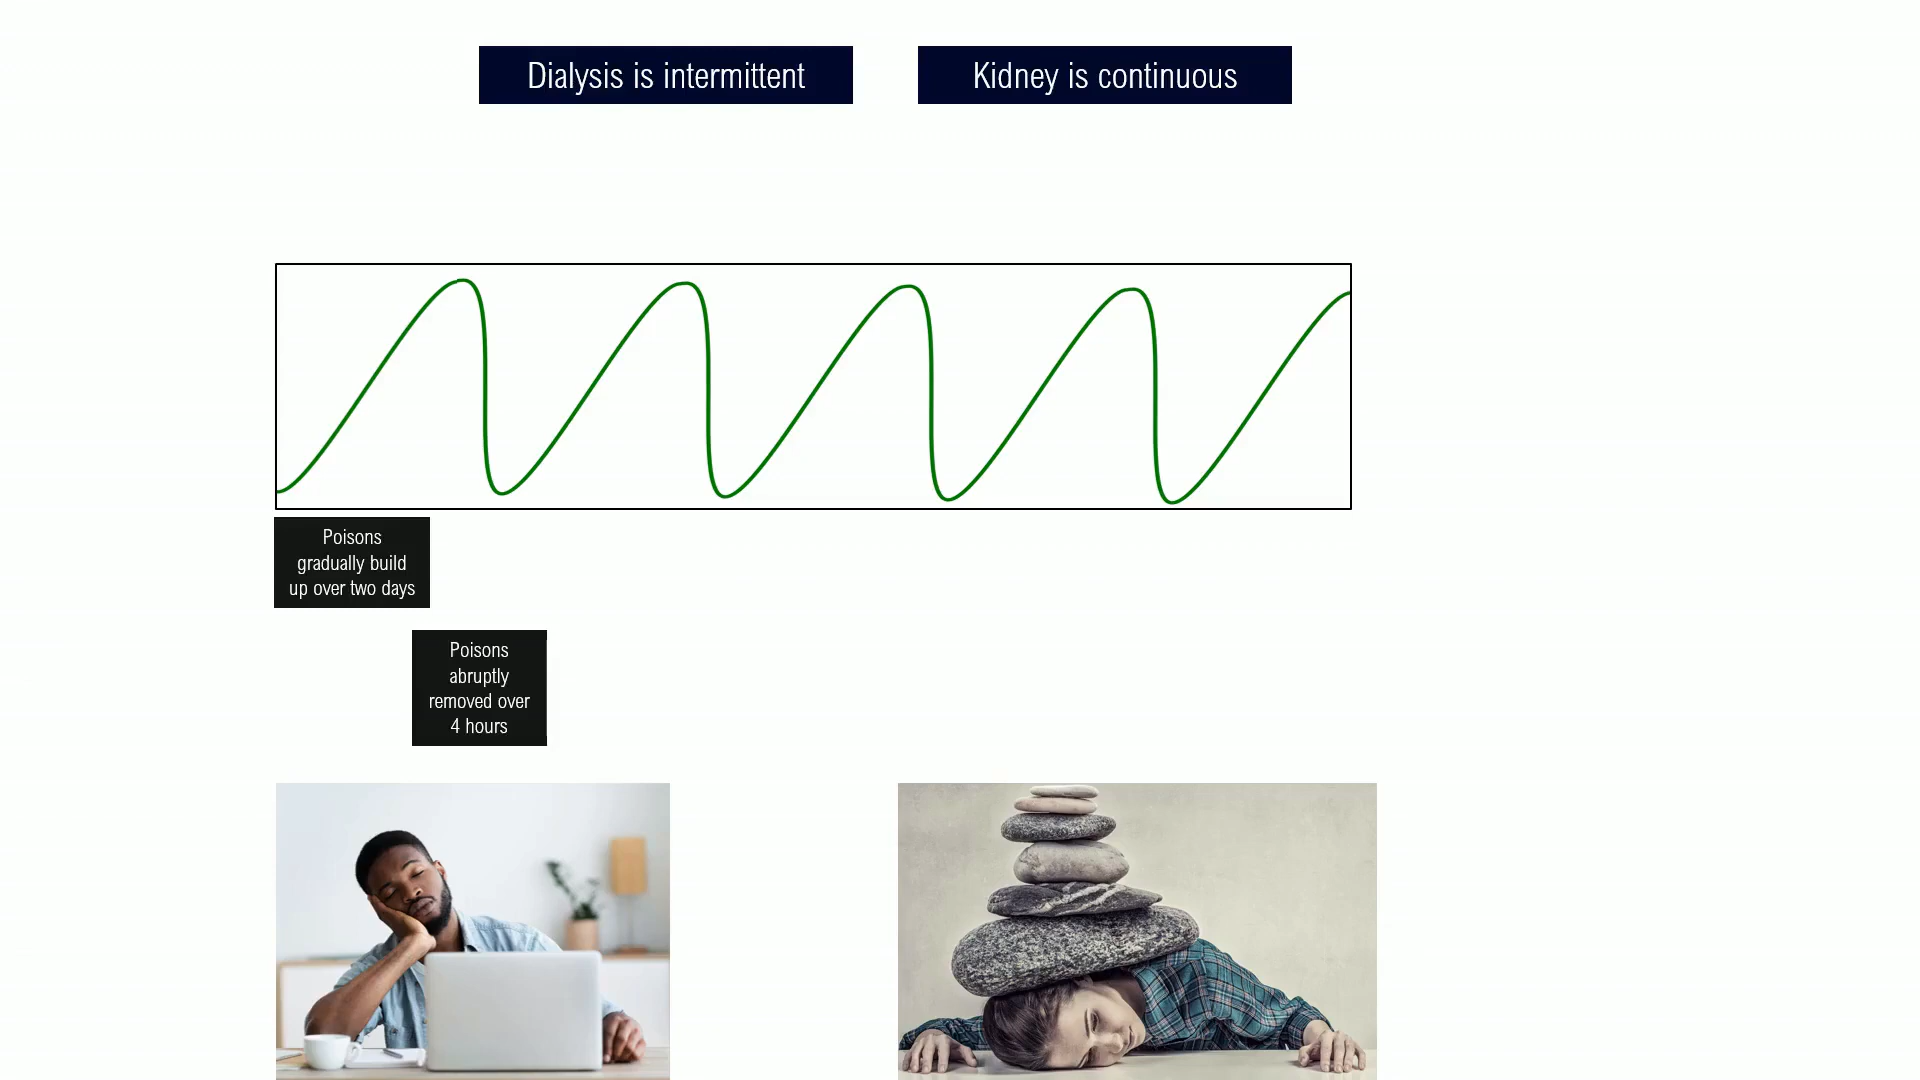 Dialysis is intermittent
Kidney is continuous
Poisons
gradually build
up over two days
Poisons
abruptly
removed over
4 hours